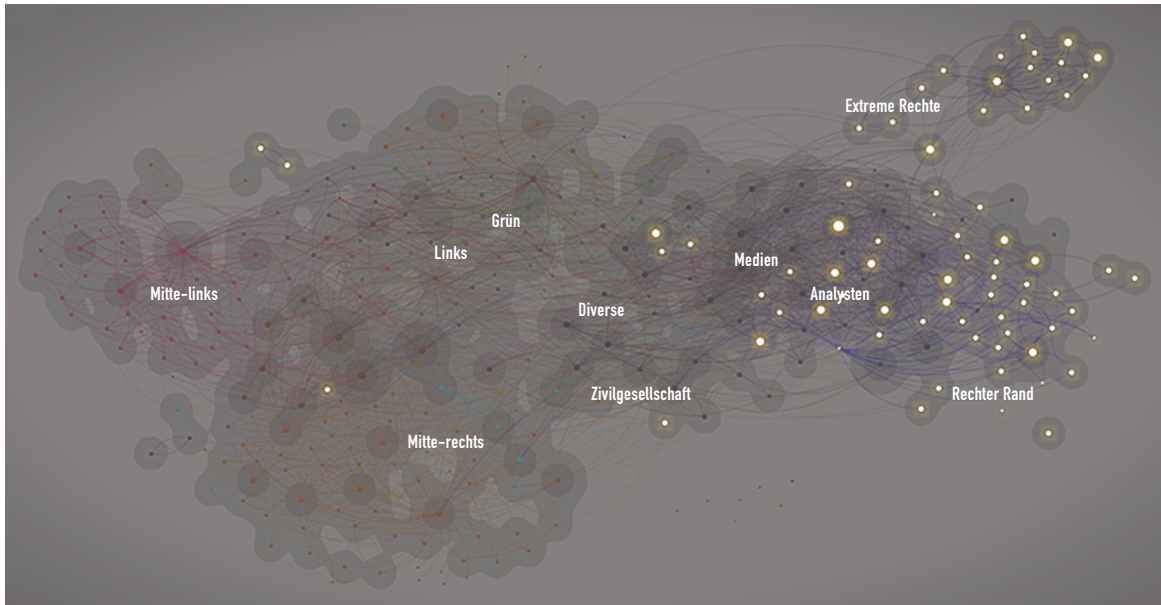 Extreme Rechte
Grün
Links
Medien
Mitte-links
Analysten
Diverse
Zivilgesellschaft
Rechter Rand
Mitte-rechts